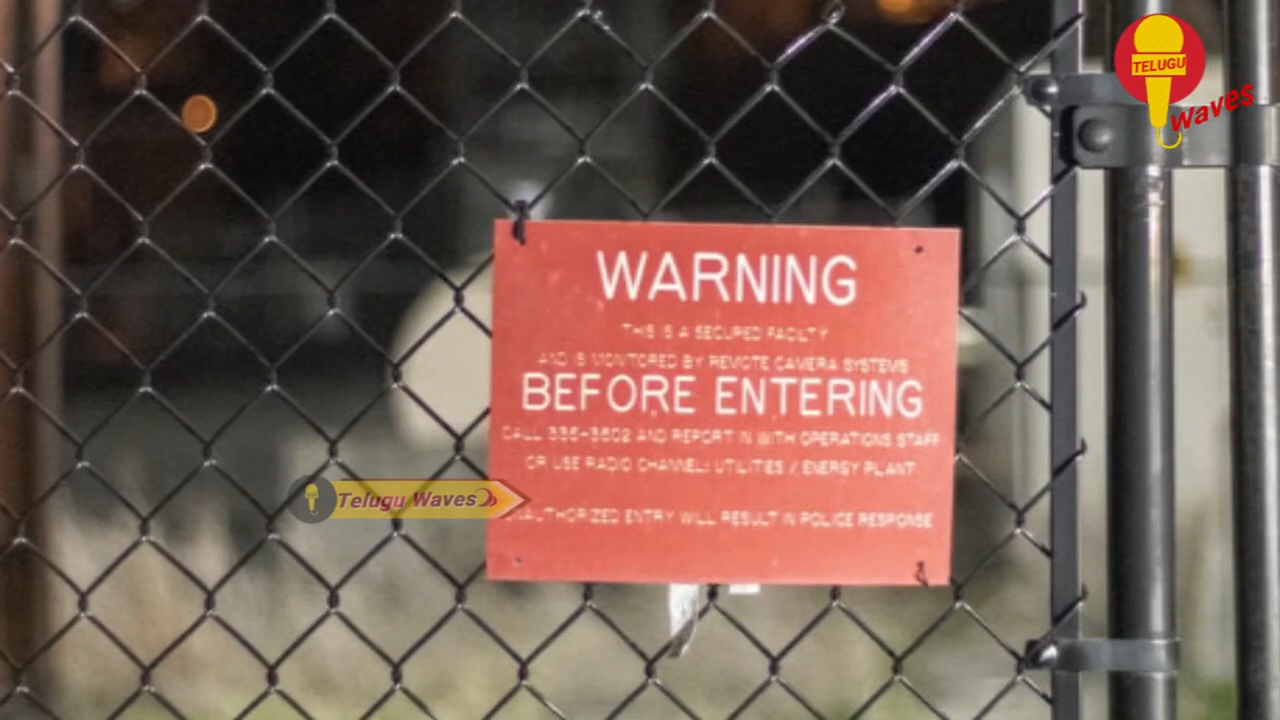 TELUGU
waves
WARNING
THIS IS A SECURED FACILITY
AND IS MONITORED BY REMOTE CAMERA SYSTEMS
BEFORE ENTERING
CALL 335-3602 AND REPORT IN WITH OPERATIONS STAFF
OR USE RADIO CHANNEL: UTILITIES / ENERGY PLANT
Telugu Waves
UNAUTHORIZED ENTRY WILL RESULT IN POLICE RESPONSE